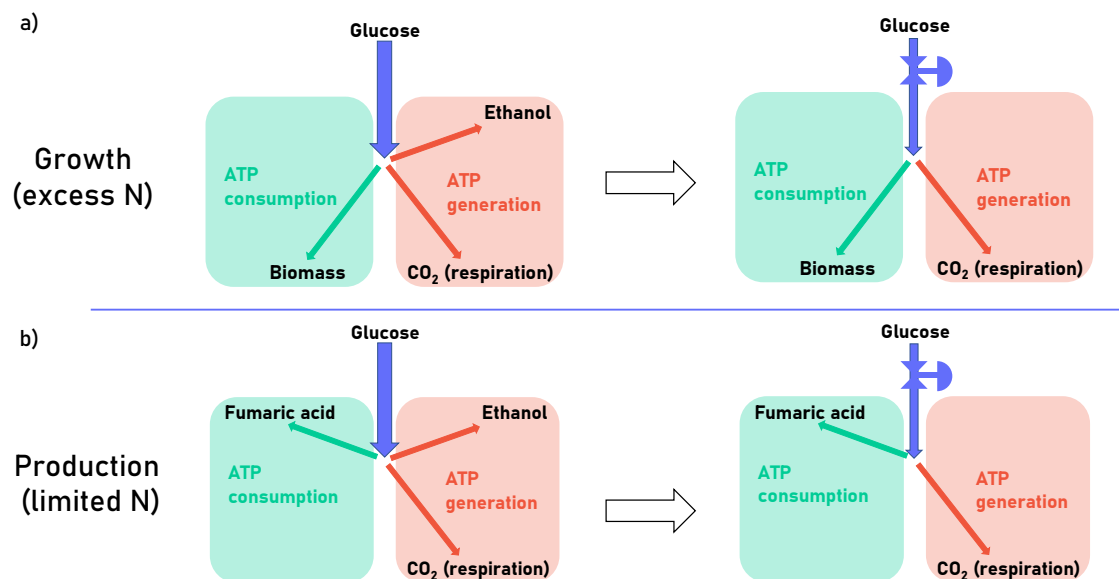 a)
Glucose
Glucose
Growth
(excess N)
ATP
consumption
Ethanol
ATP
generation
Biomass
CO₂ (respiration)
ATP
consumption
ATP
generation
Biomass
CO₂ (respiration)
b)
Glucose
Glucose
Production
(limited N)
Fumaric acid
Ethanol
ATP
consumption
ATP
generation
CO₂ (respiration)
Fumaric acid
ATP
consumption
ATP
generation
CO₂ (respiration)